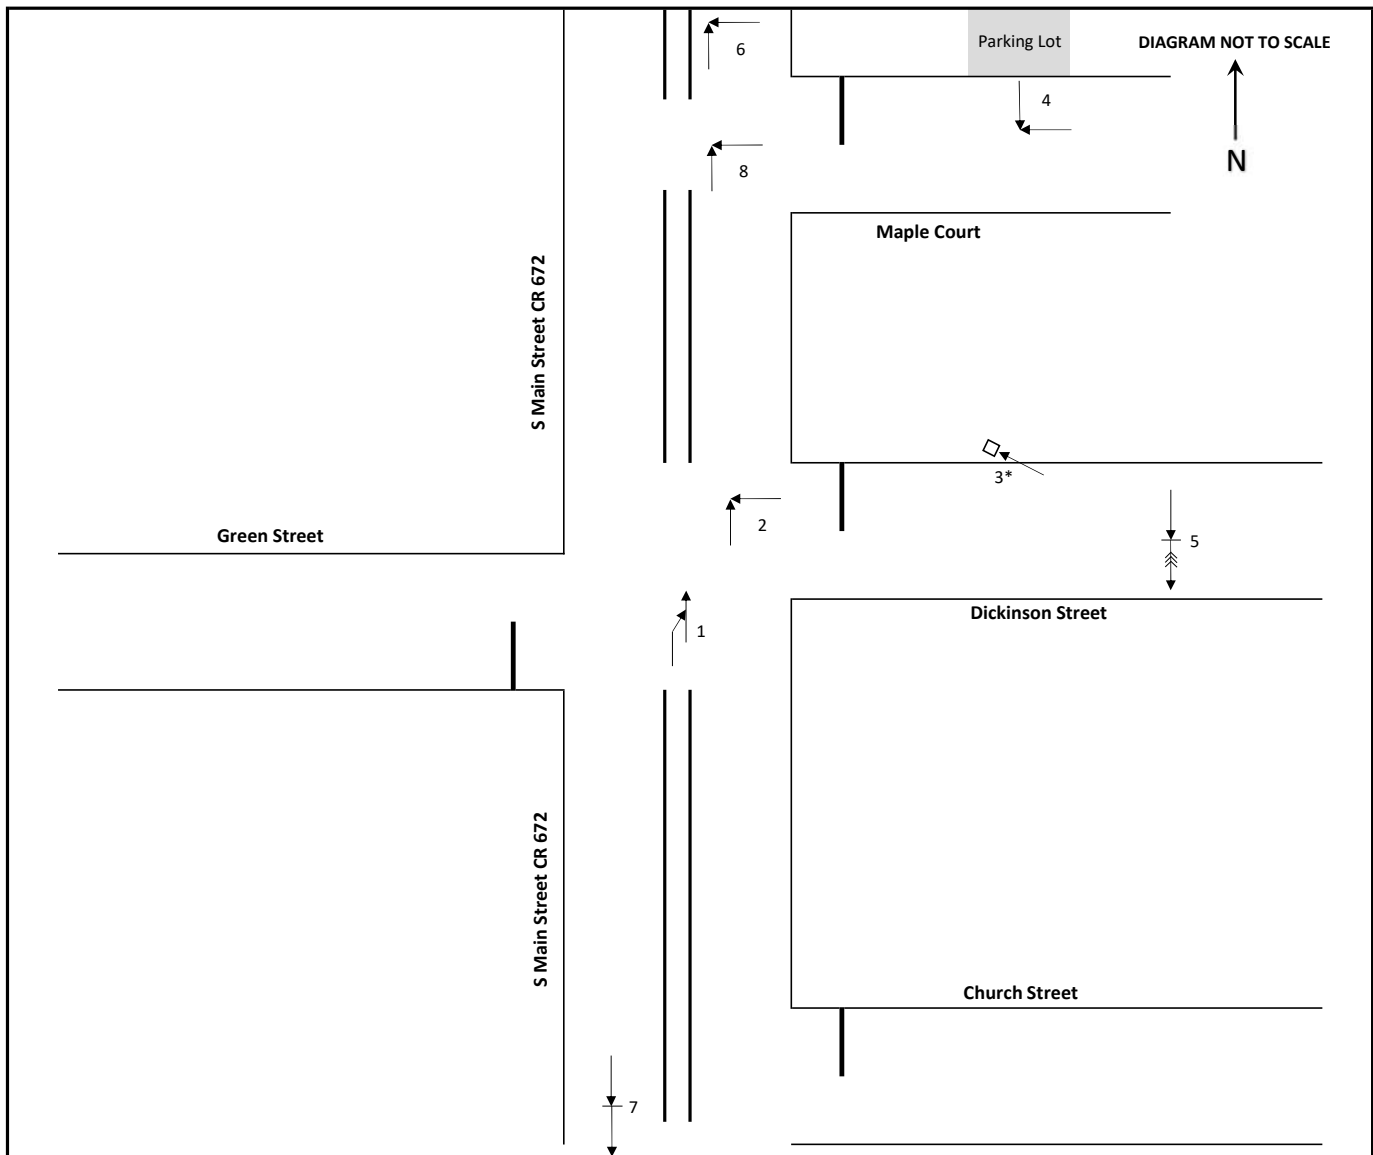 6
Parking Lot
DIAGRAM NOT TO SCALE
4
8
N
Maple Court
S Main Street CR 672
3*
2
Green Street
5
Dickinson Street
1
S Main Street CR 672
Church Street
7